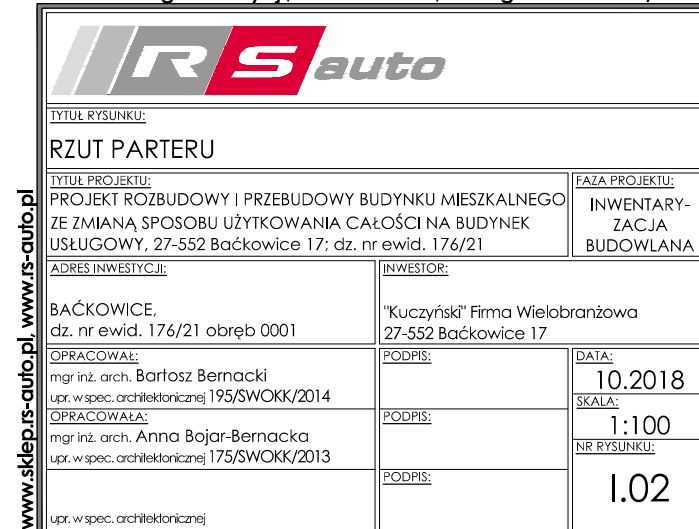 RS auto
TYTUŁ RYSUNKU:
RZUT PARTERU
TYTUŁ PROJEKTU:
PROJEKT ROZBUDOWY I PRZEBUDOWY BUDYNKU MIESZKALNEGO
ZE ZMIANĄ SPOSOBU UŻYTKOWANIA CAŁOŚCI NA BUDYNEK
USŁUGOWY, 27-552 Baćkowice 17; dz. nr ewid. 176/21
FAZA PROJEKTU:
INWENTARY-
ZACJA
BUDOWLANA
ADRES INWESTYCJI:
BAĆKOWICE,
dz. nr ewid. 176/21 obręb 0001
INWESTOR:
"Kuczyński" Firma Wielobranżowa
27-552 Baćkowice 17
OPRACOWAŁ:
mgr inż. arch. Bartosz Bernacki
upr. w spec. architektonicznej 195/SWOKK/2014
PODPIS:
DATA:
10.2018
SKALA:
1:100
OPRACOWAŁA:
mgr inż. arch. Anna Bojar-Bernacka
upr. w spec. architektonicznej 175/SWOKK/2013
PODPIS:
NR RYSUNKU:
I.02
PODPIS:
upr. w spec. architektonicznej
www.sklep.rs-auto.pl, www.rs-auto.pl